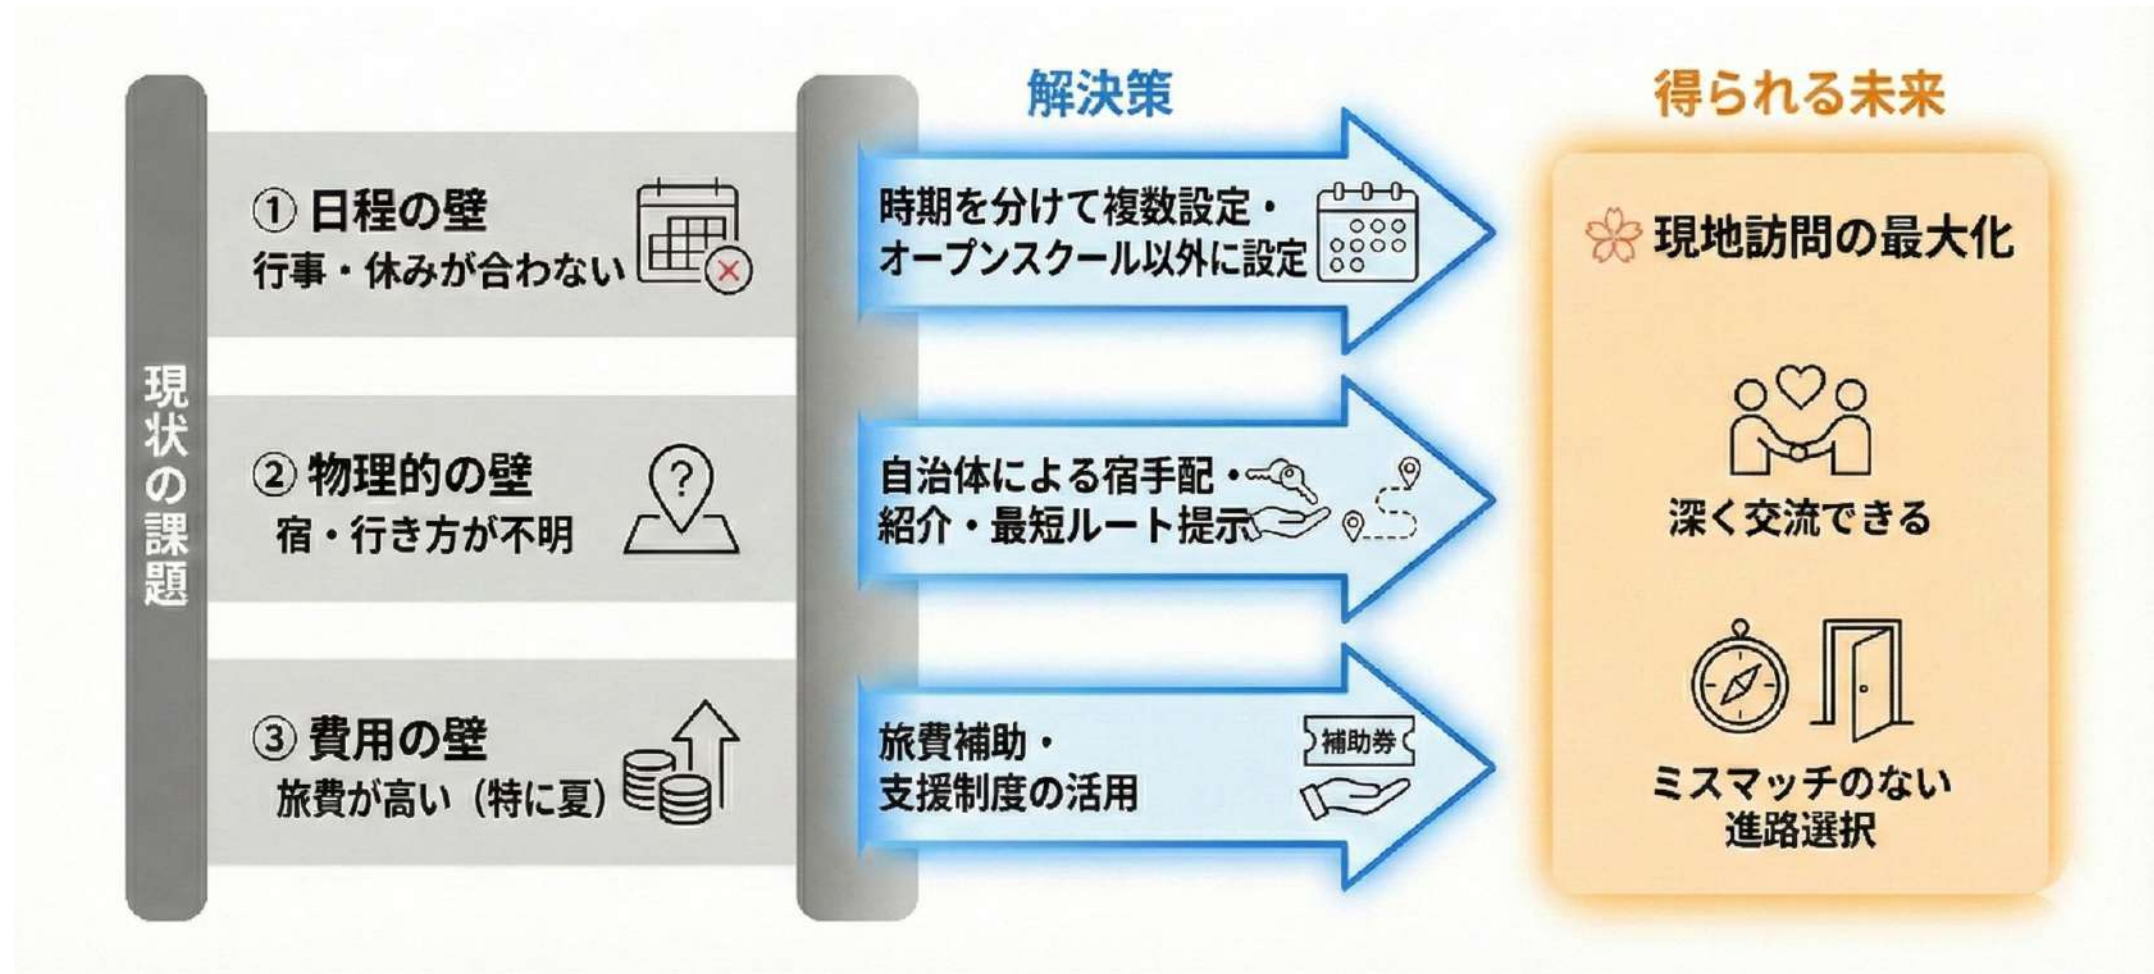 現状の課題
① 日程の壁
行事・休みが合わない
② 物理的の壁
宿・行き方が不明
?
③ 費用の壁
旅費が高い（特に夏）
解決策
時期を分けて複数設定・
オープンスクール以外に設定
自治体による宿手配・
紹介・最短ルート提示
旅費補助・
支援制度の活用
補助券
得られる未来
現地訪問の最大化
深く交流できる
ミスマッチのない
進路選択